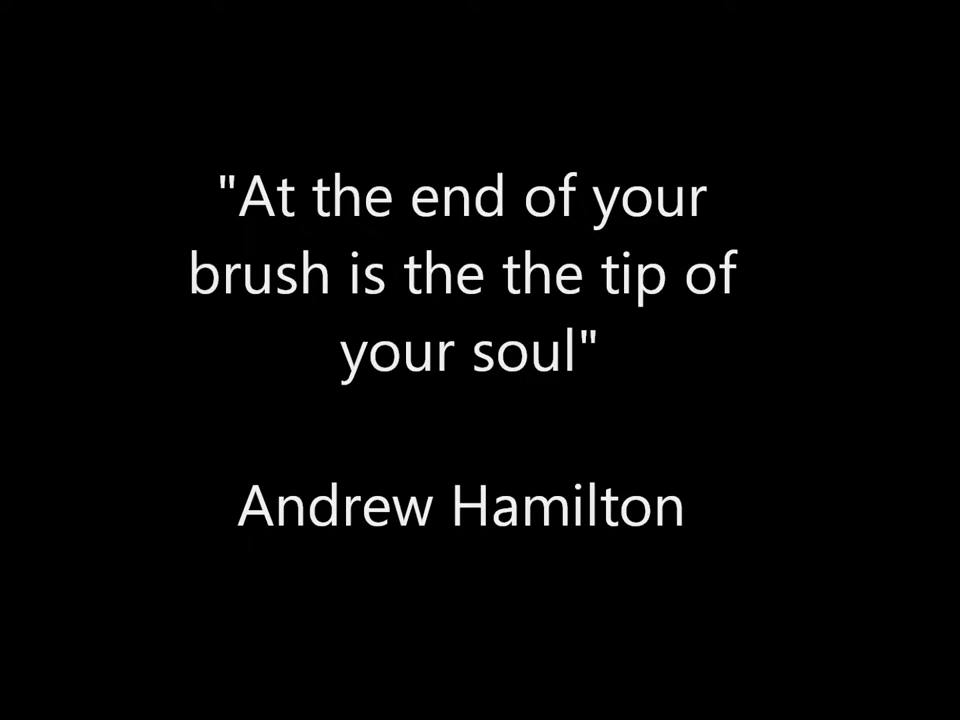 "At the end of your
brush is the the tip of
your soul"
Andrew Hamilton